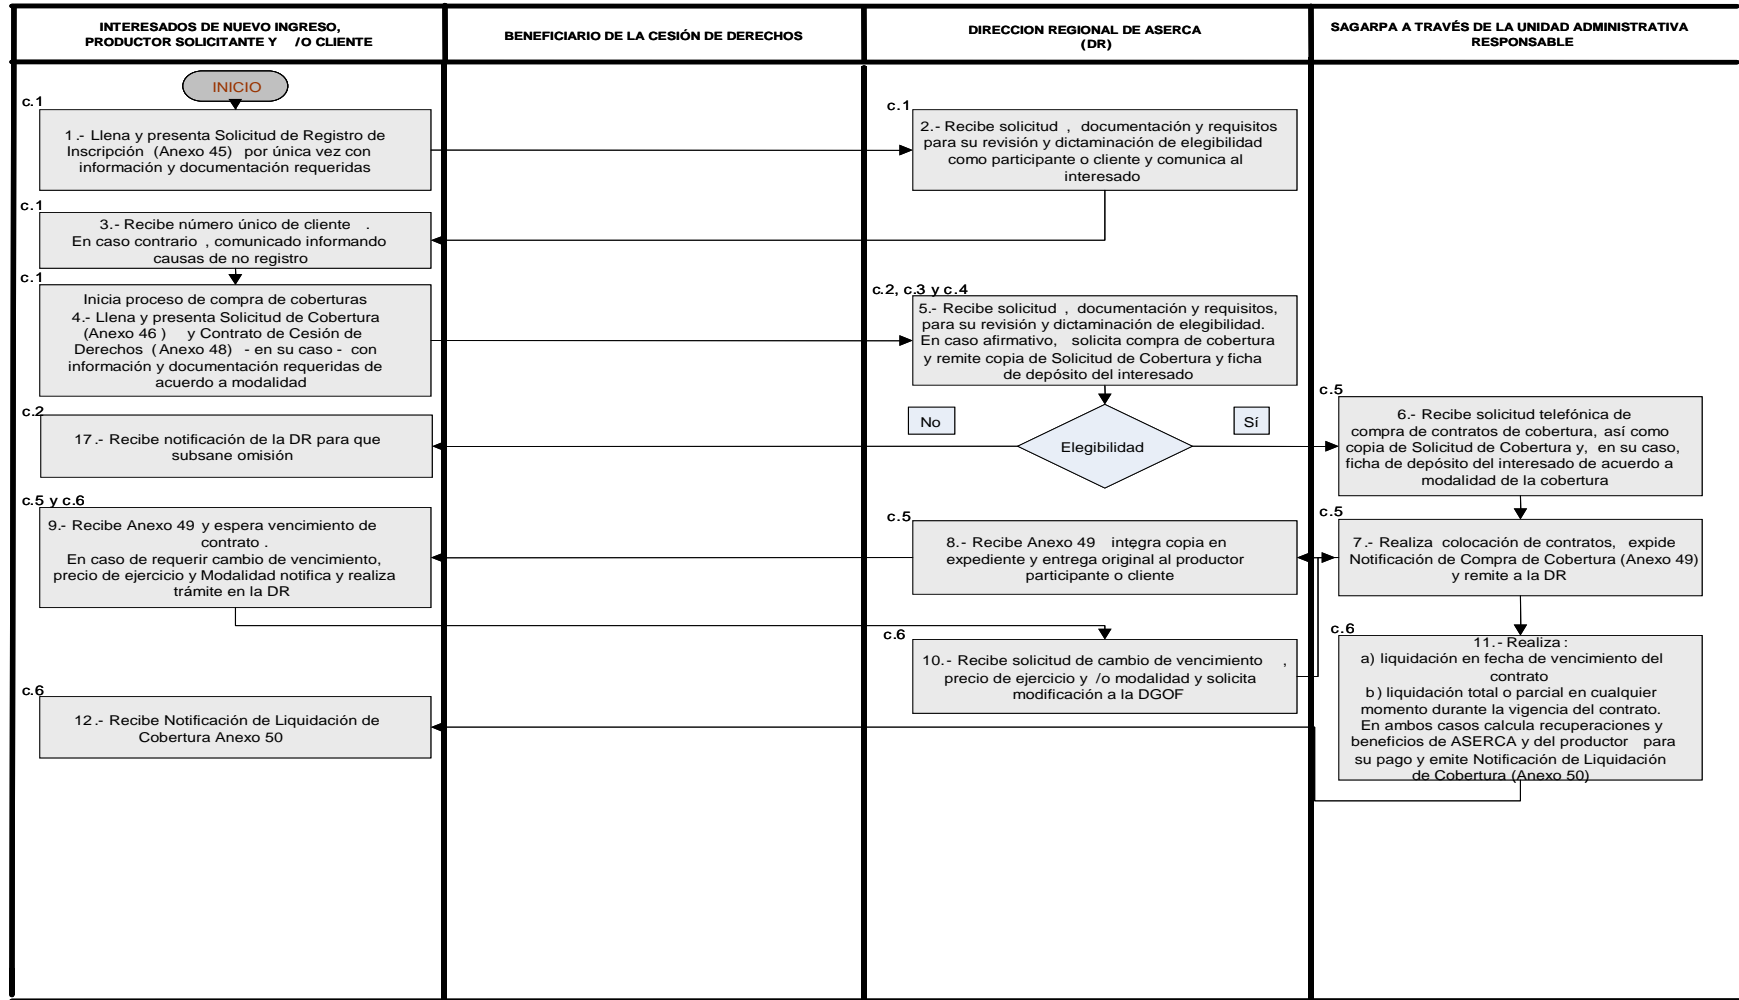 INTERESADOS DE NUEVO INGRESO,
PRODUCTOR SOLICITANTE Y /O CLIENTE
BENEFICIARIO DE LA CESIÓN DE DERECHOS
DIRECCION REGIONAL DE ASERCA
(DR)
SAGARPA A TRAVÉS DE LA UNIDAD ADMINISTRATIVA
RESPONSABLE
INICIO
c.1
1.- Llena y presenta Solicitud de Registro de
Inscripción (Anexo 45) por única vez con
información y documentación requeridas
c.1
2.- Recibe solicitud , documentación y requisitos
para su revisión y dictaminación de elegibilidad
como participante o cliente y comunica al
interesado
c.1
3.- Recibe número único de cliente .
En caso contrario , comunicado informando
causas de no registro
c.1
Inicia proceso de compra de coberturas
4.- Llena y presenta Solicitud de Cobertura
(Anexo 46 ) y Contrato de Cesión de
Derechos (Anexo 48) - en su caso - con
información y documentación requeridas de
acuerdo a modalidad
c.2, c.3 y c.4
5.- Recibe solicitud , documentación y requisitos,
para su revisión y dictaminación de elegibilidad.
En caso afirmativo, solicita compra de cobertura
y remite copia de Solicitud de Cobertura y ficha
de depósito del interesado
No
Elegibilidad
Sí
c.5
6.- Recibe solicitud telefónica de
compra de contratos de cobertura, así como
copia de Solicitud de Cobertura y, en su caso,
ficha de depósito del interesado de acuerdo a
modalidad de la cobertura
c.2
17.- Recibe notificación de la DR para que
subsane omisión
c.5 y c.6
9.- Recibe Anexo 49 y espera vencimiento de
contrato .
En caso de requerir cambio de vencimiento,
precio de ejercicio y Modalidad notifica y realiza
trámite en la DR
c.5
8.- Recibe Anexo 49 integra copia en
expediente y entrega original al productor
participante o cliente
c.5
7.- Realiza colocación de contratos, expide
Notificación de Compra de Cobertura (Anexo 49)
y remite a la DR
c.6
10.- Recibe solicitud de cambio de vencimiento ,
precio de ejercicio y /o modalidad y solicita
modificación a la DGOF
c.6
11.- Realiza :
a) liquidación en fecha de vencimiento del
contrato
b ) liquidación total o parcial en cualquier
momento durante la vigencia del contrato.
En ambos casos calcula recuperaciones y
beneficios de ASERCA y del productor para
su pago y emite Notificación de Liquidación
de Cobertura (Anexo 50)
c.6
12.- Recibe Notificación de Liquidación de
Cobertura Anexo 50